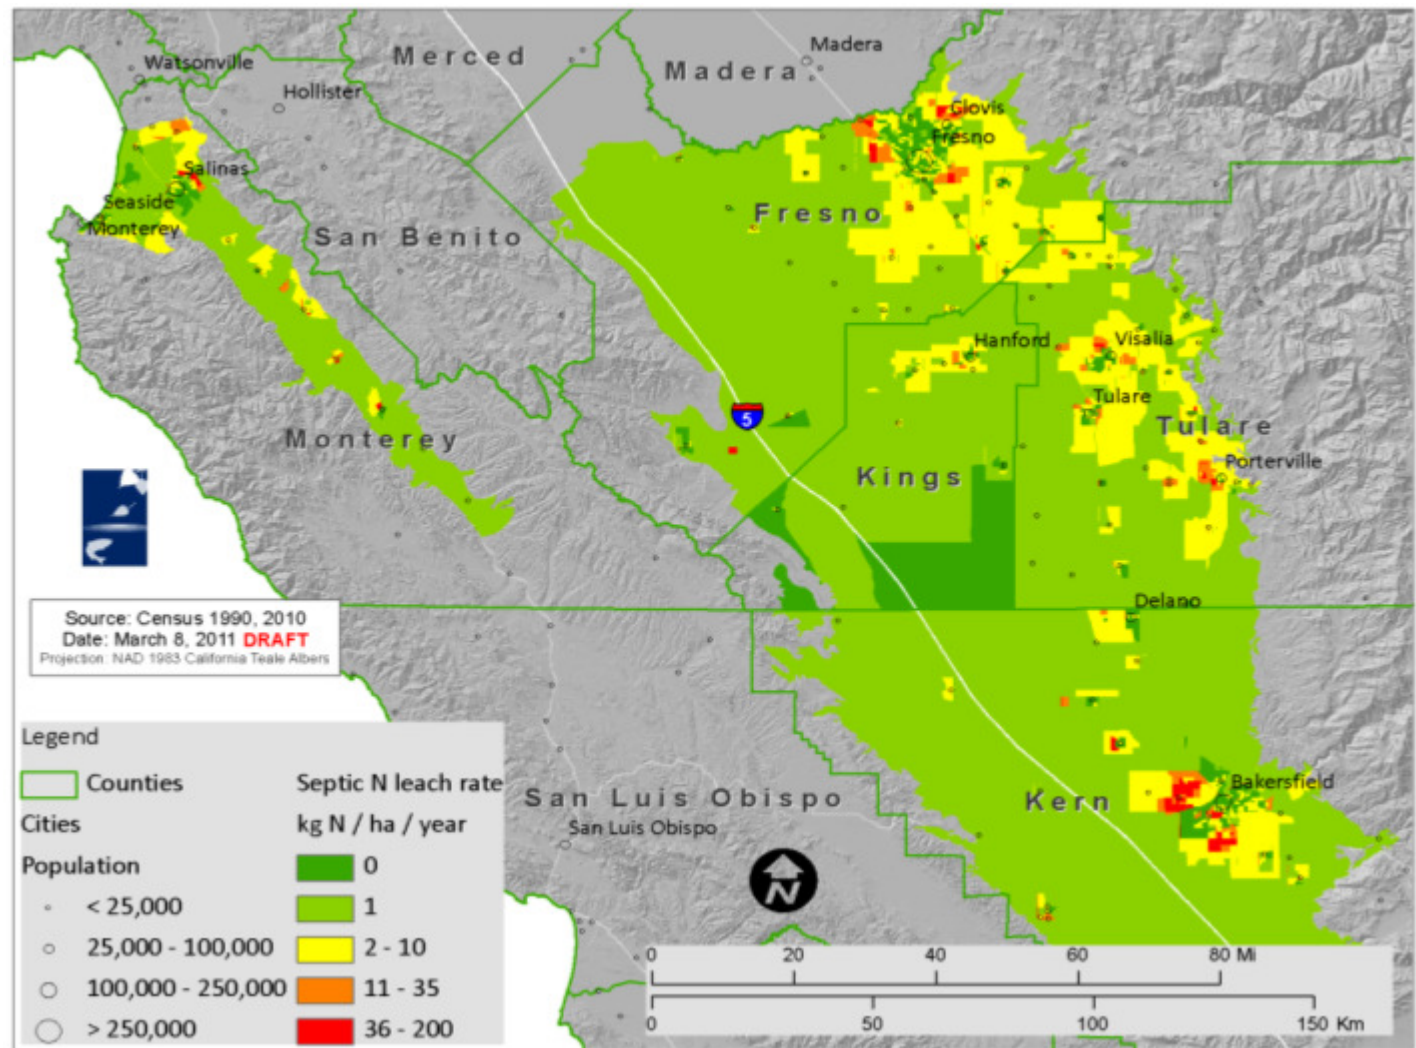 Watsonville
Merced
Madera
Madera
Hollister
Clovis
Fresno
Salinas
Seaside
Monterey
San Benito
Fresno
Hanford
Visalia
Tulare
Tulare
5
Monterey
Kings
Porterville
Delano
Source: Census 1990, 2010
Date: March 8, 2011 DRAFT
Projection: NAD 1983 California Teale Albers
Bakersfield
San Luis Obispo
Kern
San Luis Obispo
N
Legend
Counties
Cities
Population
< 25,000
25,000 - 100,000
100,000 - 250,000
> 250,000
Septic N leach rate
kg N / ha / year
0
1
2 - 10
11 - 35
36 - 200
0 20 40 60 80 Mi
0 50 100 150 Km